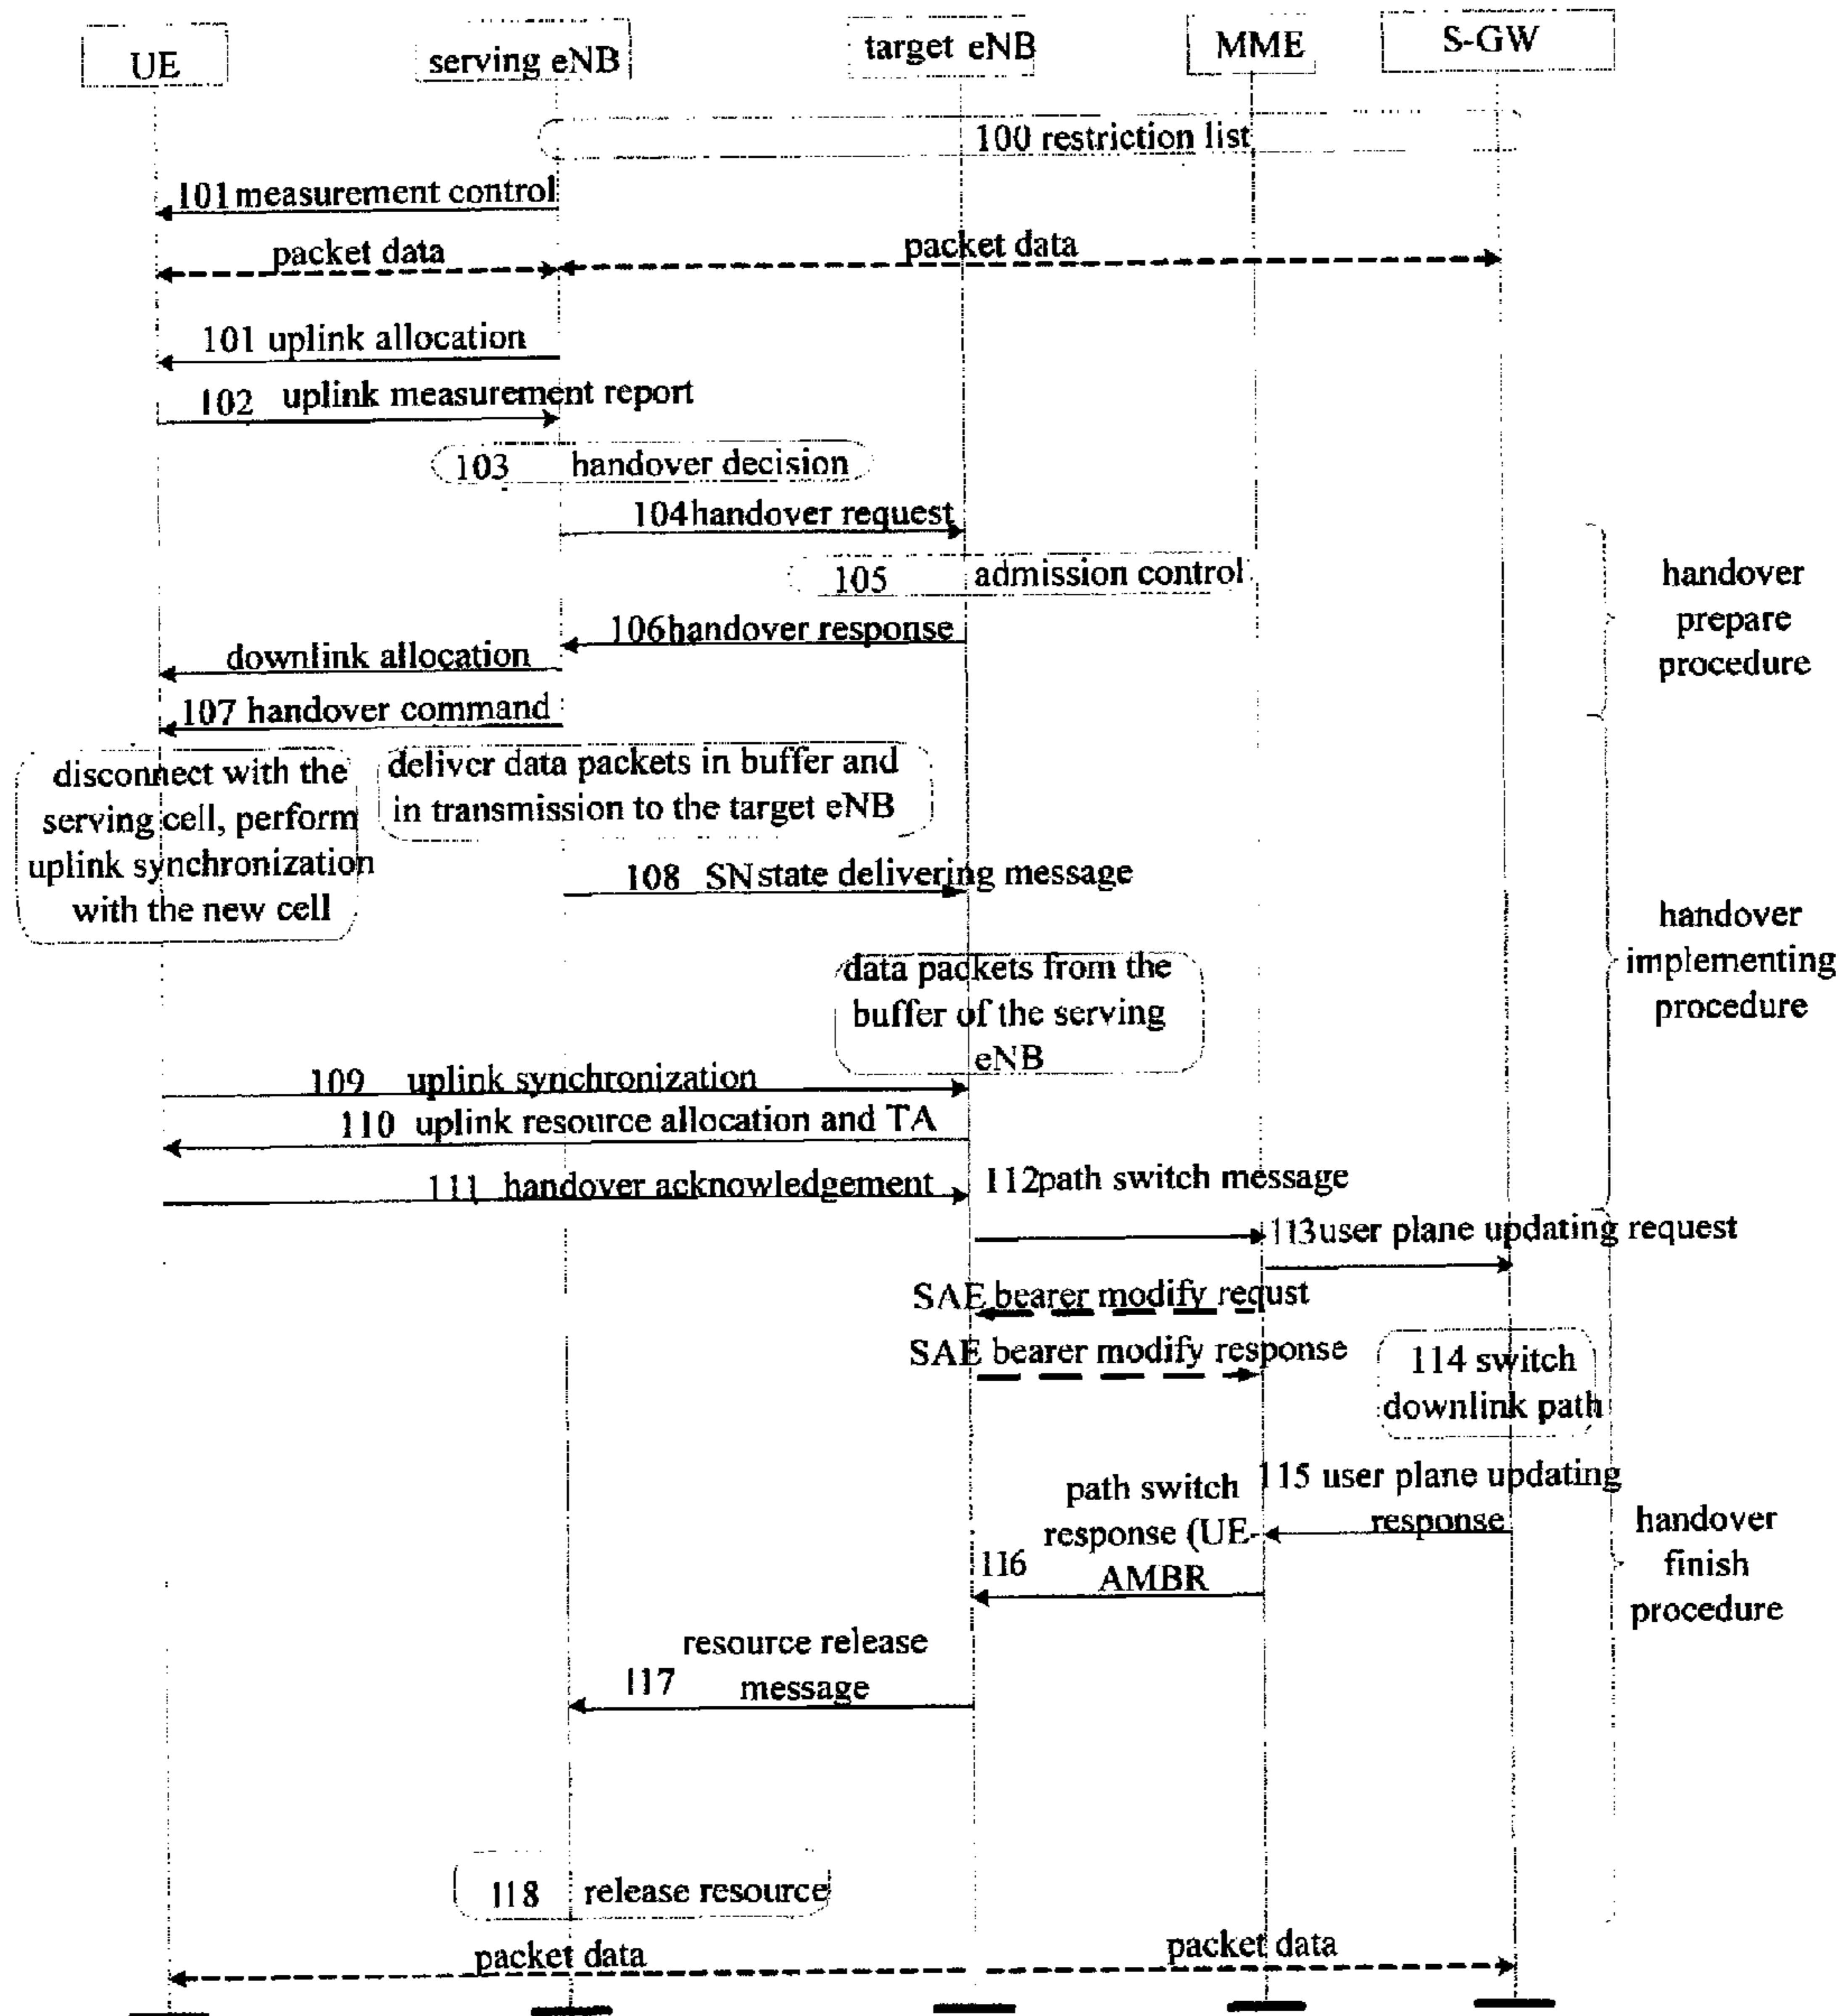 UE
serving eNB
target eNB
MME
S-GW
100 restriction list
101 measurement control
packet data
packet data
101 uplink allocation
102 uplink measurement report
103 handover decision
104 handover request
105 admission control
106 handover response
downlink allocation
107 handover command
handover
prepare
procedure
disconnect with the
serving cell, perform
uplink synchronization
with the new cell
deliver data packets in buffer and
in transmission to the target eNB
108 SN state delivering message
data packets from the
buffer of the serving
eNB
handover
implementing
procedure
109 uplink synchronization
110 uplink resource allocation and TA
111 handover acknowledgement
112 path switch message
113 user plane updating request
SAE bearer modify requst
SAE bearer modify response
114 switch
downlink path
115 user plane updating
response
path switch
response (UE-
AMBR
116
handover
finish
procedure
resource release
message
117
118 release resource
packet data
packet data